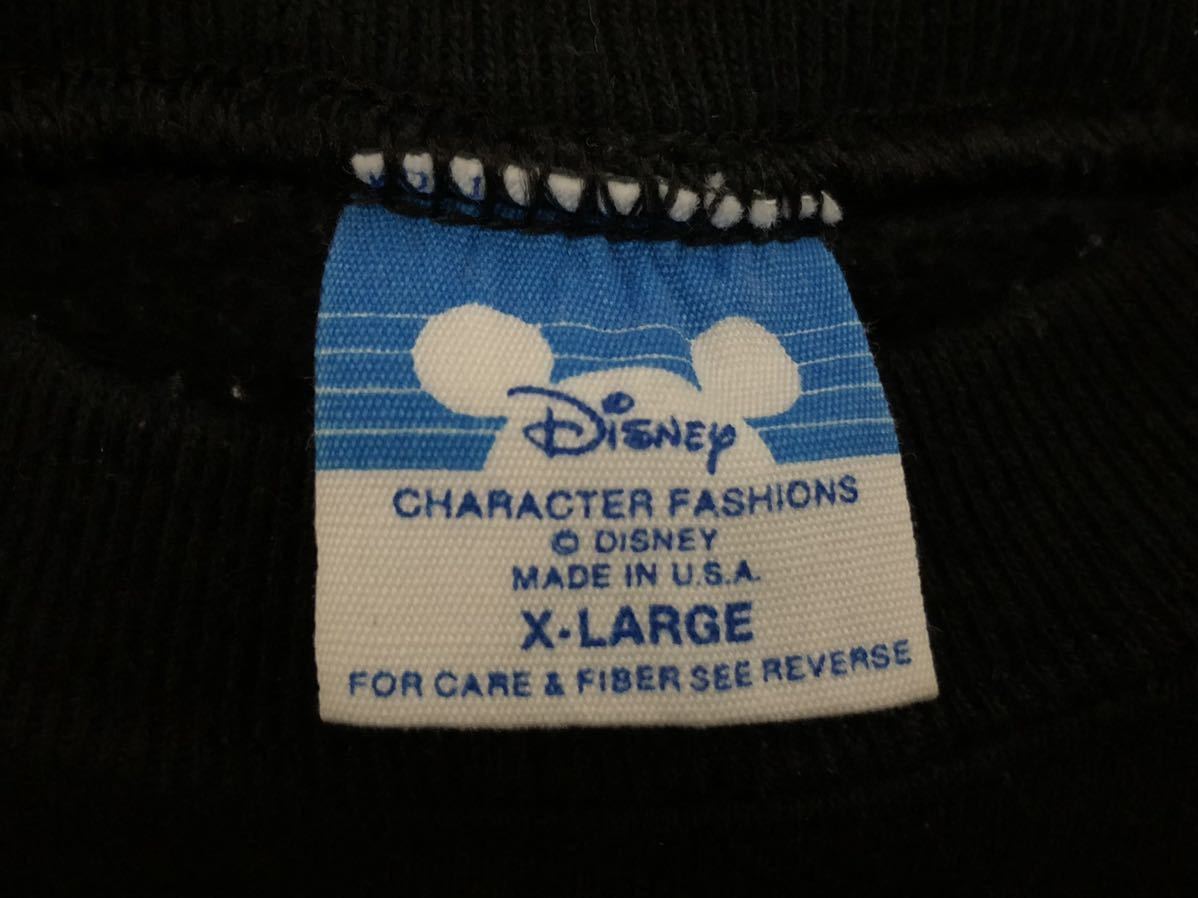 Disney
CHARACTER FASHIONS
© DISNEY
MADE IN U.S.A.
X-LARGE
FOR CARE & FIBER SEE REVERSE